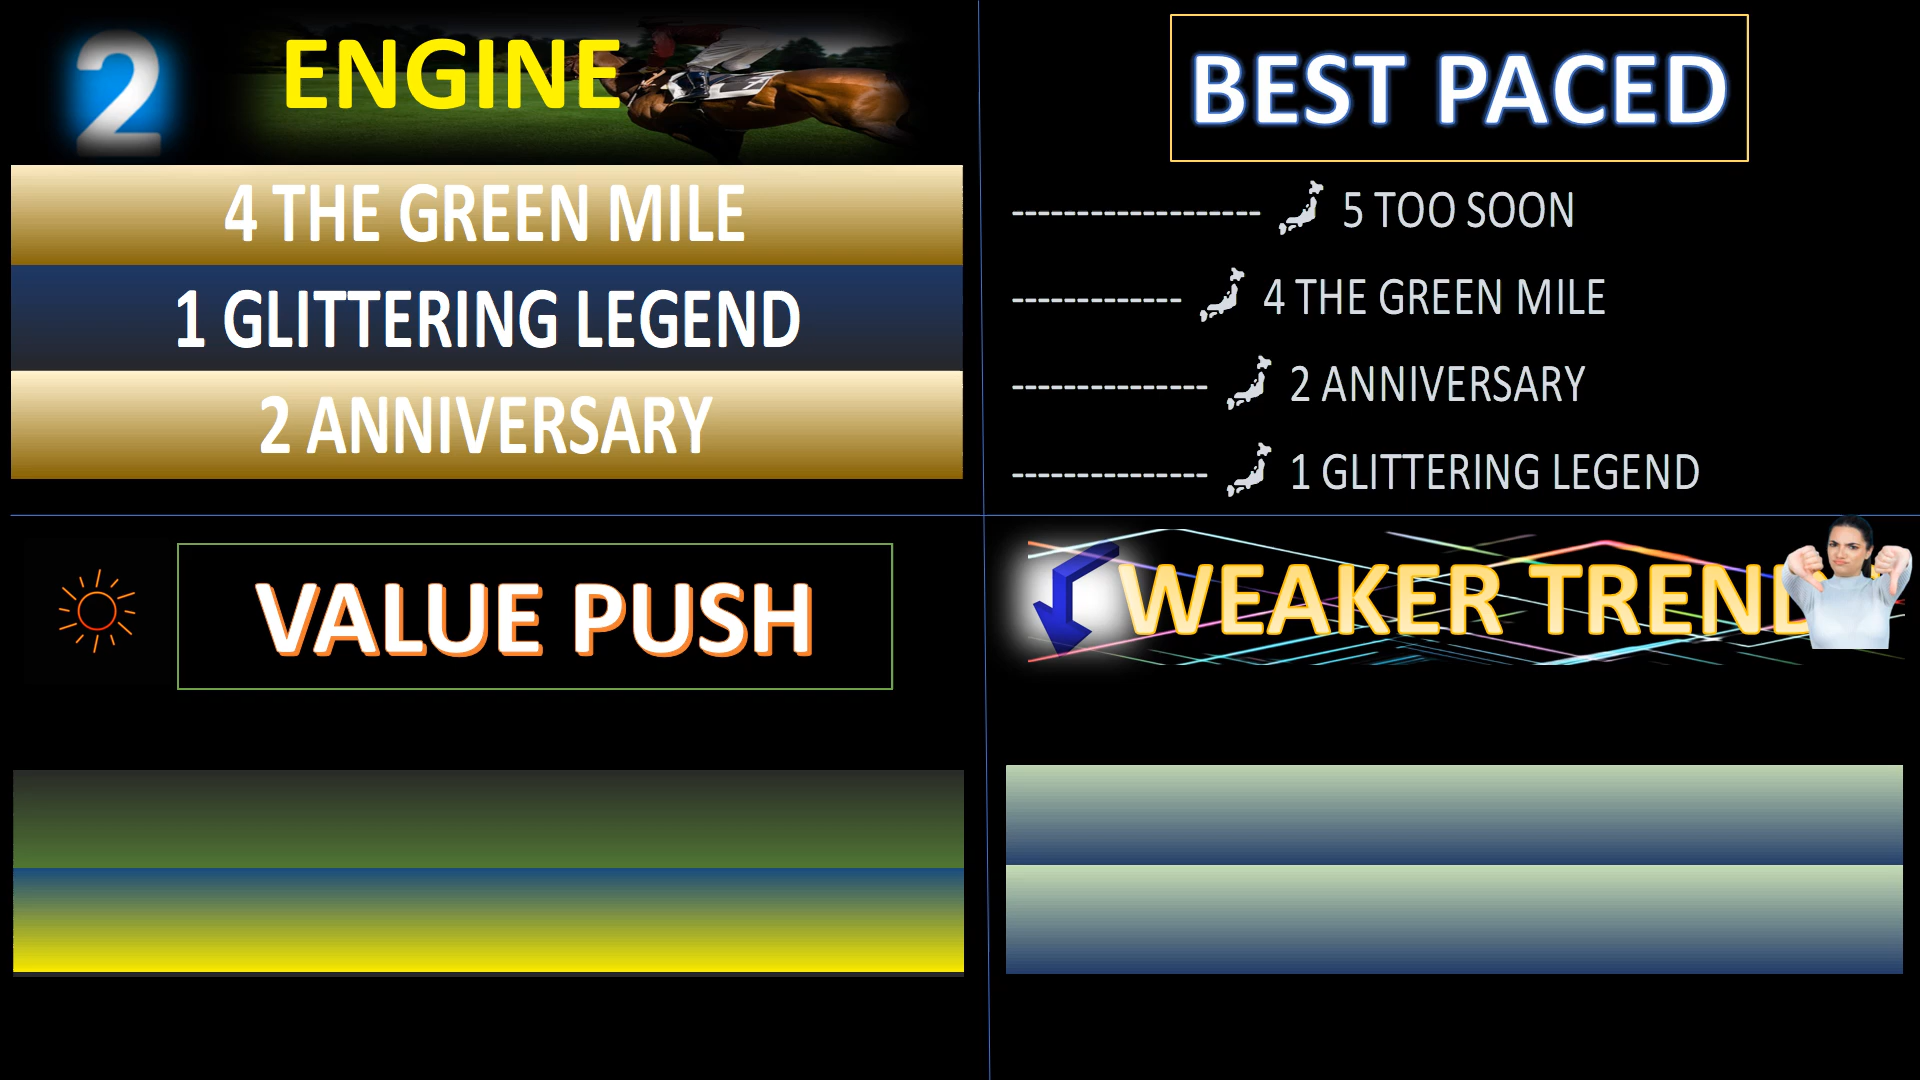 2
ENGINE
4 THE GREEN MILE
1 GLITTERING LEGEND
2 ANNIVERSARY
BEST PACED
------------------- 5 TOO SOON
------------- 4 THE GREEN MILE
--------------- 2 ANNIVERSARY
--------------- 1 GLITTERING LEGEND
VALUE PUSH
WEAKER TREND